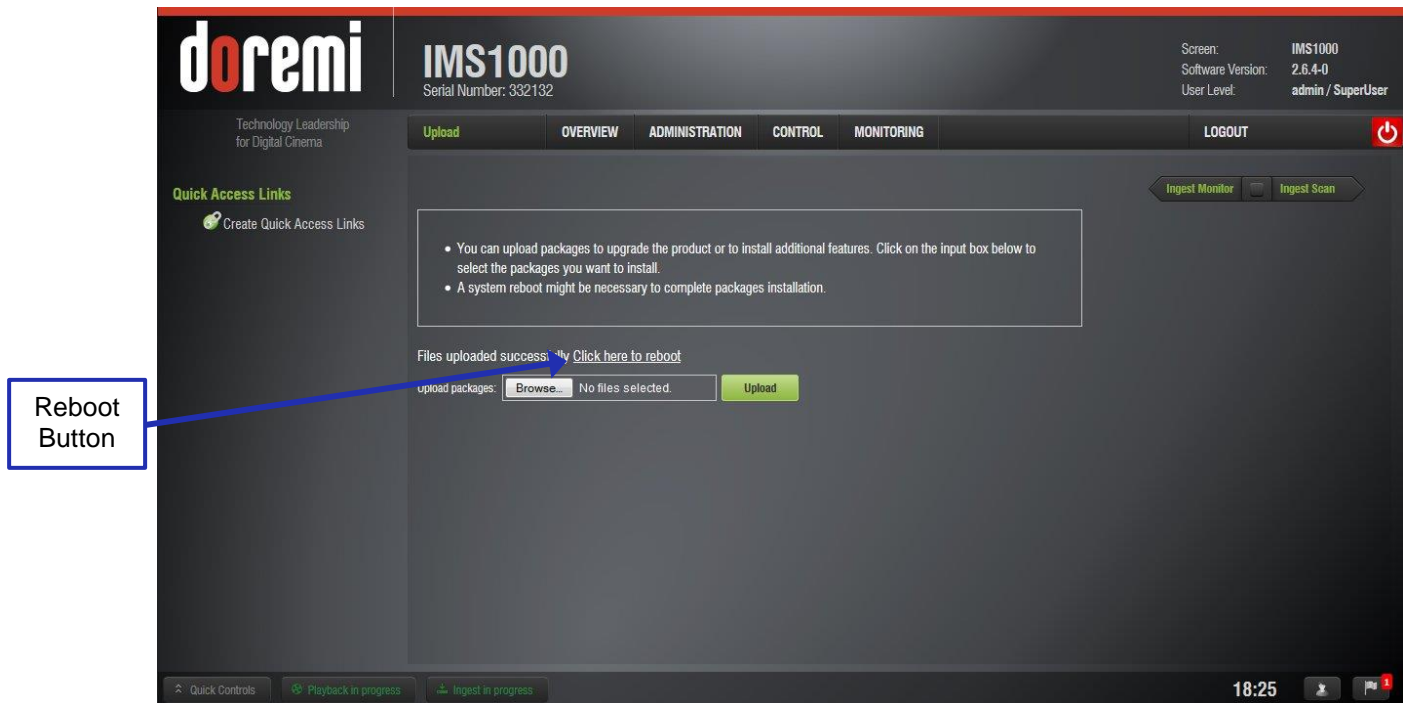 doremi
Technology Leadership
for Digital Cinema
IMS1000
Serial Number: 332132
Screen: IMS1000
Software Version: 2.6.4-0
User Level: admin / SuperUser
Upload OVERVIEW ADMINISTRATION CONTROL MONITORING LOGOUT
Quick Access Links
Create Quick Access Links
Ingest Monitor Ingest Scan
• You can upload packages to upgrade the product or to install additional features. Click on the input box below to
select the packages you want to install.
• A system reboot might be necessary to complete packages installation.
Files uploaded successfully Click here to reboot
Upload packages: Browse... No files selected. Upload
Reboot
Button
Quick Controls Playback in progress Ingest in progress 18:25 1